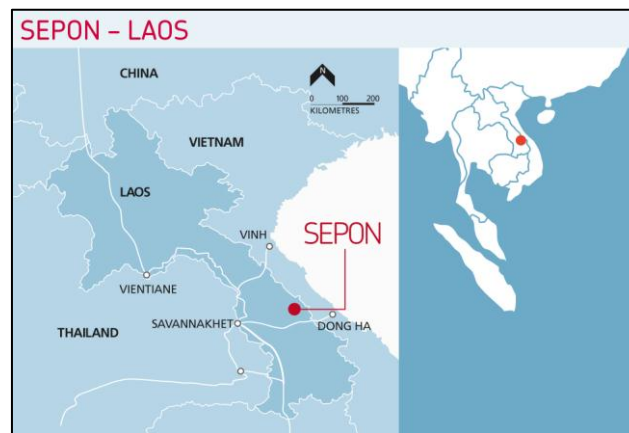 SEPON – LAOS
CHINA
N
0 100 200
KILOMETRES
VIETNAM
LAOS
VINH
SEPON
VIENTIANE
THAILAND
SAVANNAKHET
DONG HA